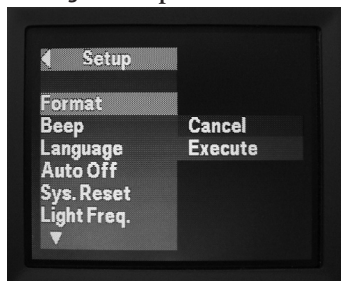 Setup
Format
Beep
Cancel
Language
Execute
Auto Off
Sys. Reset
Light Freq.